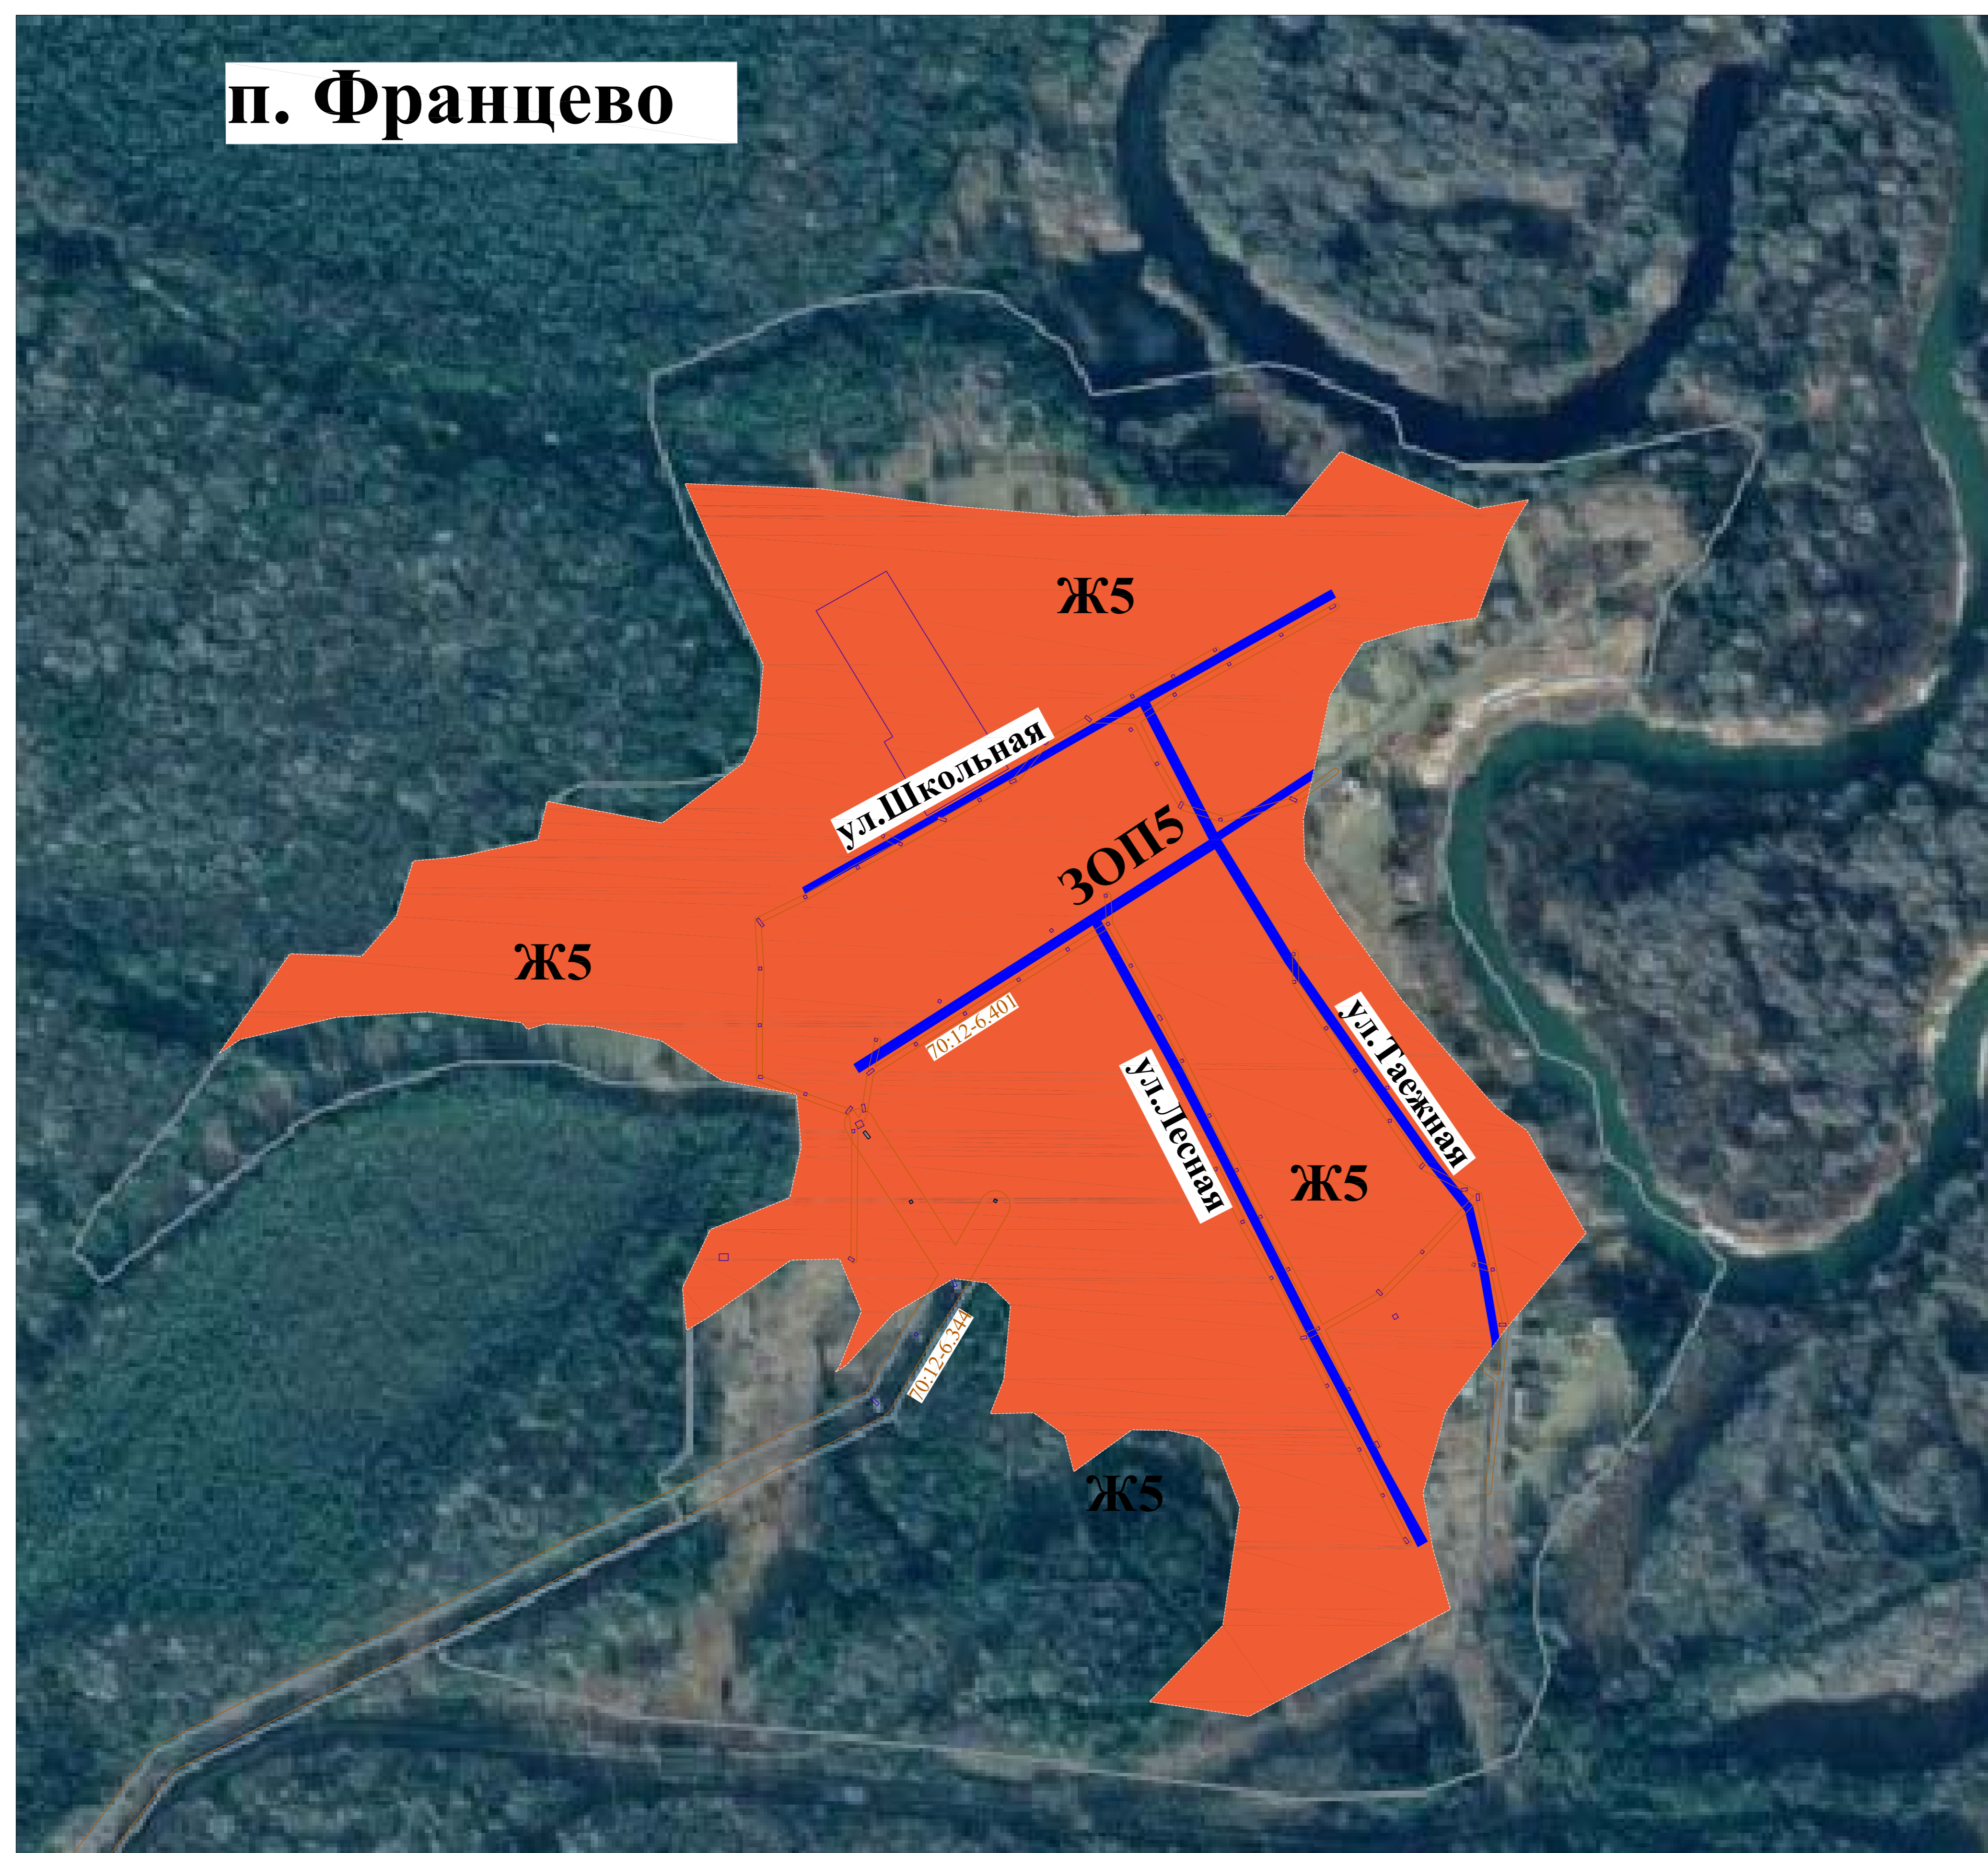 п. Францево
Ж5
ул.Школьная
ЗОП5
Ж5
70:12-6.401
ул.Таежная
ул.Лесная
Ж5
70:12-6.344
Ж5